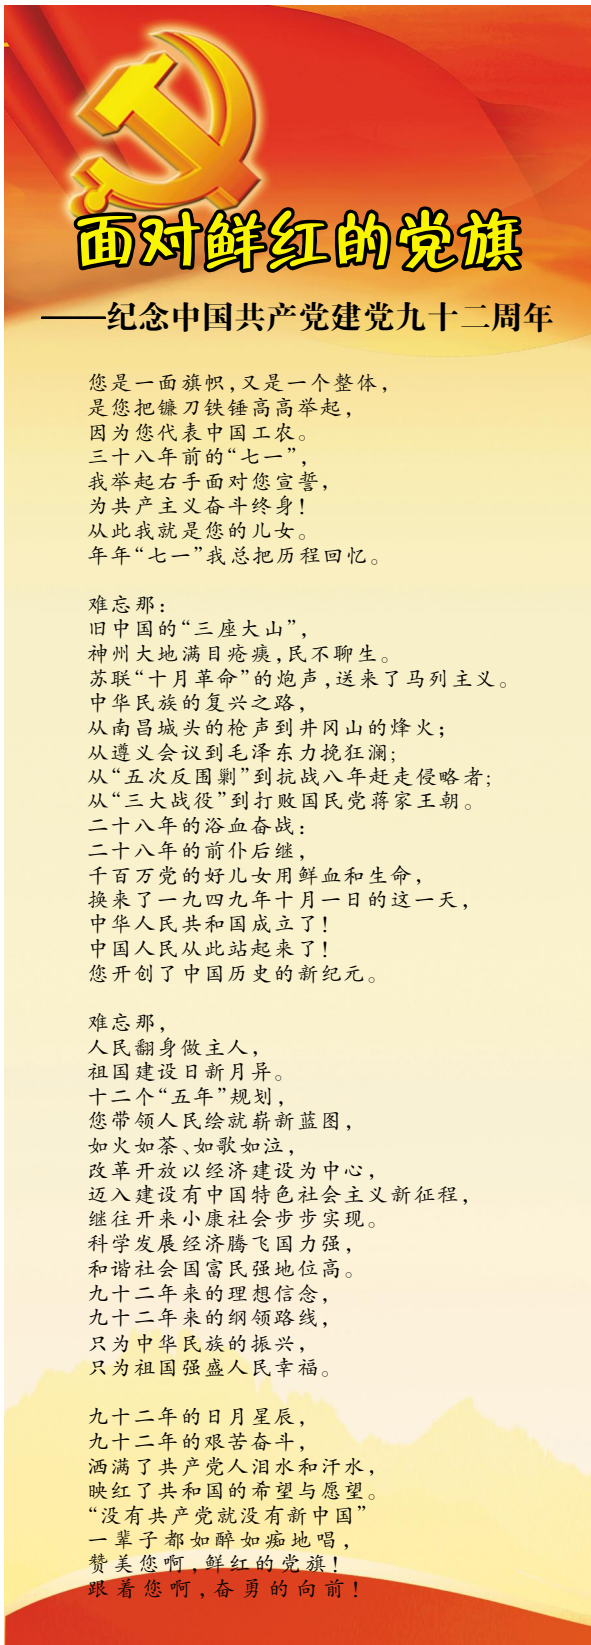 面对鲜红的党旗
——纪念中国共产党建党九十二周年
您是一面旗帜，又是一个整体，
是您把镰刀铁锤高高举起，
因为您代表中国工农。
三十八年前的“七一”，
我举起右手面对您宣誓，
为共产主义奋斗终身！
从此我就是您的儿女。
年年“七一”我总把历程回忆。
难忘那：
旧中国的“三座大山”，
神州大地满目疮痍，民不聊生。
苏联“十月革命”的炮声，送来了马列主义。
中华民族的复兴之路，
从南昌城头的枪声到井冈山的烽火；
从遵义会议到毛泽东力挽狂澜；
从“五次反围剿”到抗战八年赶走侵略者；
从“三大战役”到打败国民党蒋家王朝。
二十八年的浴血奋战：
二十八年的前仆后继，
千百万党的好儿女用鲜血和生命，
换来了一九四九年十月一日的这一天，
中华人民共和国成立了！
中国人民从此站起来了！
您开创了中国历史的新纪元。
难忘那，
人民翻身做主人，
祖国建设日新月异。
十二个“五年”规划，
您带领人民绘就崭新蓝图，
如火如荼、如歌如泣，
改革开放以经济建设为中心，
迈入建设有中国特色社会主义新征程，
继往开来小康社会步步实现。
科学发展经济腾飞国力强，
和谐社会国富民强地位高。
九十二年来的理想信念，
九十二年来的纲领路线，
只为中华民族的振兴，
只为祖国强盛人民幸福。
九十二年的日月星辰，
九十二年的艰苦奋斗，
洒满了共产党人泪水和汗水，
映红了共和国的希望与愿望。
“没有共产党就没有新中国”
一辈子都如醉如痴地唱，
赞美您啊，鲜红的党旗！
跟着您啊，奋勇的向前！